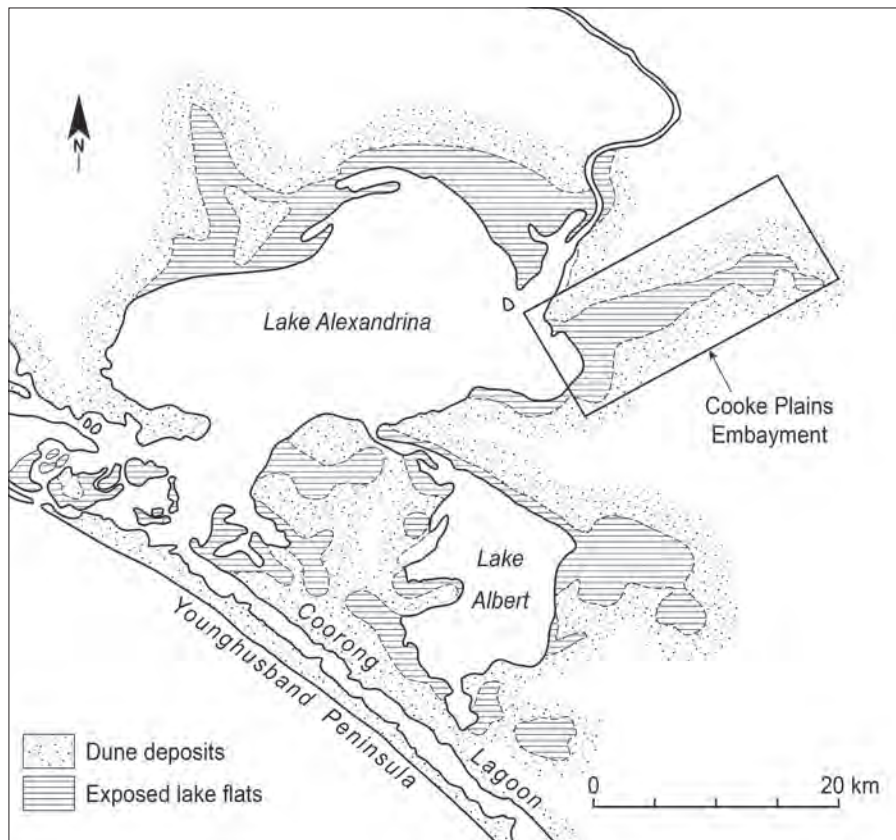 N
Lake Alexandrina
Cooke Plains
Embayment
Lake
Albert
Coorong Lagoon
Younghusband Peninsula
Dune deposits
Exposed lake flats
0 20 km